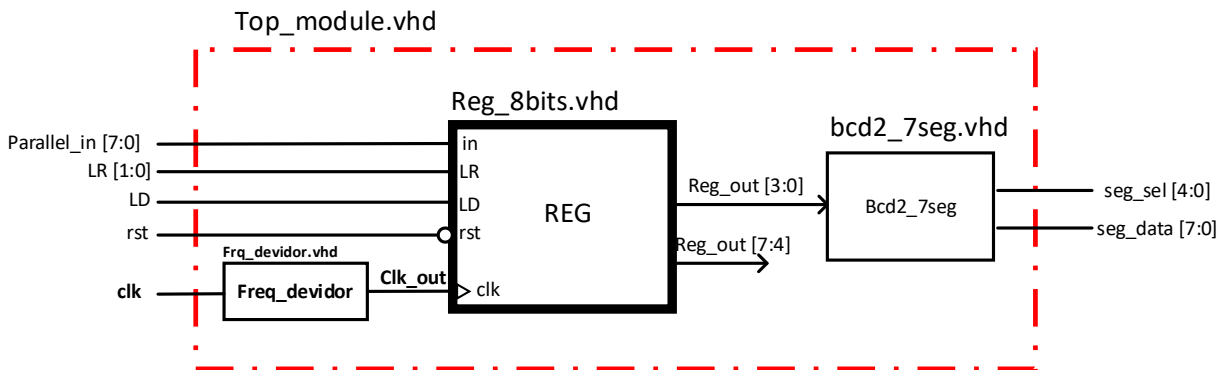 Top_module.vhd
Reg_8bits.vhd
bcd2_7seg.vhd
Parallel_in [7:0]
in
LR [1:0]
LR
LD
LD
rst
rst
REG
Reg_out [3:0]
Reg_out [7:4]
Bcd2_7seg
seg_sel [4:0]
seg_data [7:0]
Frq_devidor.vhd
clk
Freq_devidor
Clk_out
clk